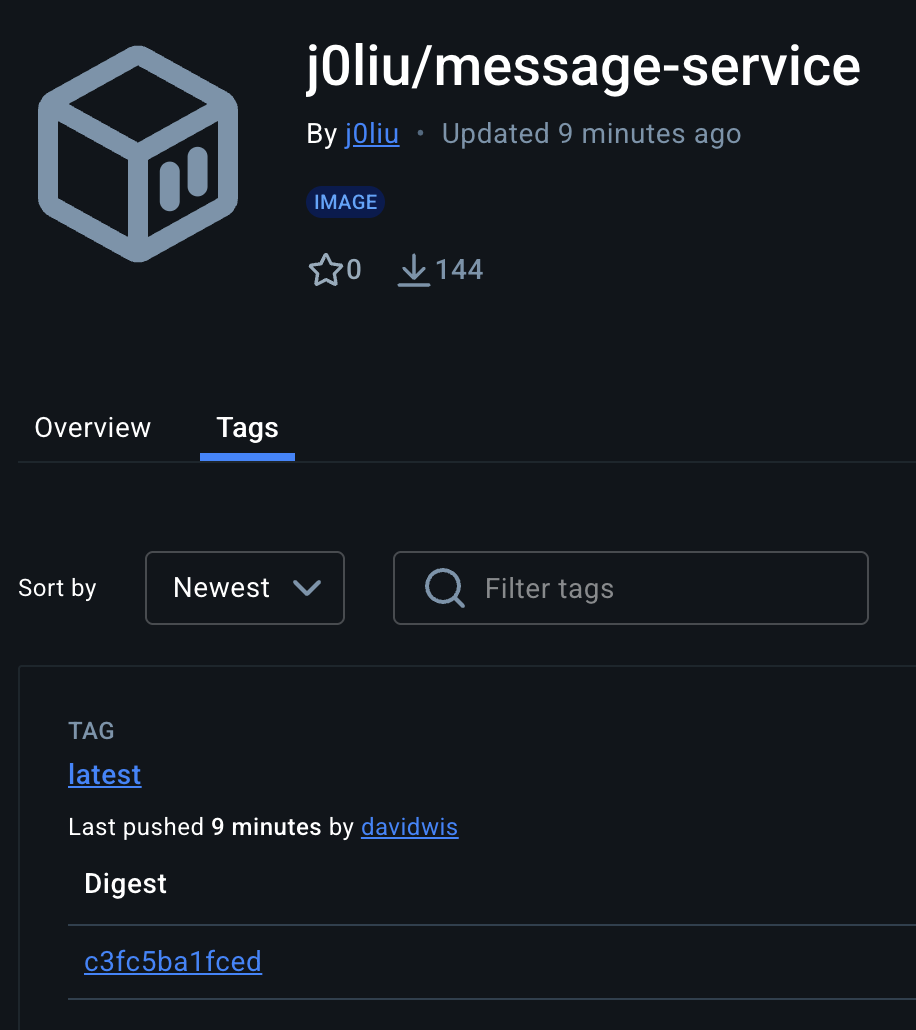 j0liu/message-service
By j0liu • Updated 9 minutes ago
IMAGE
0 144
Overview Tags
Sort by Newest Filter tags
TAG
latest
Last pushed 9 minutes by davidwis
Digest
c3fc5ba1fced